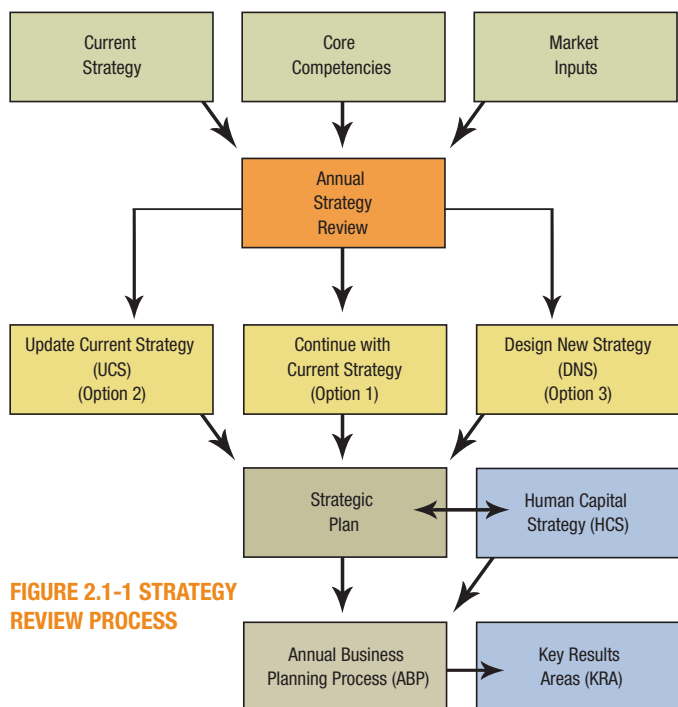 Current
Strategy
Core
Competencies
Market
Inputs
Annual
Strategy
Review
Update Current Strategy
(UCS)
(Option 2)
Continue with
Current Strategy
(Option 1)
Design New Strategy
(DNS)
(Option 3)
Strategic
Plan
Human Capital
Strategy (HCS)
FIGURE 2.1-1 STRATEGY
REVIEW PROCESS
Annual Business
Planning Process (ABP)
Key Results
Areas (KRA)